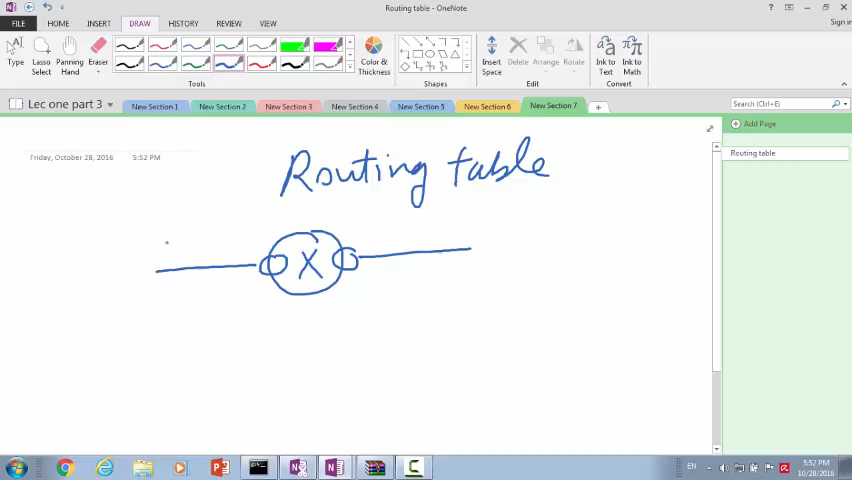 Routing table - OneNote
Sign in
FILE HOME INSERT DRAW HISTORY REVIEW VIEW
Type Lasso Select Panning Hand Eraser Color & Thickness Insert Space Delete Arrange Rotate Ink to Text Ink to Math
Tools Shapes Edit Convert
Lec one part 3 New Section 1 New Section 2 New Section 3 New Section 4 New Section 5 New Section 6 New Section 7 Search (Ctrl+E)
Add Page
Friday, October 28, 2016 5:52 PM
Routing table
Routing table
X
EN 5:52 PM
10/28/2016